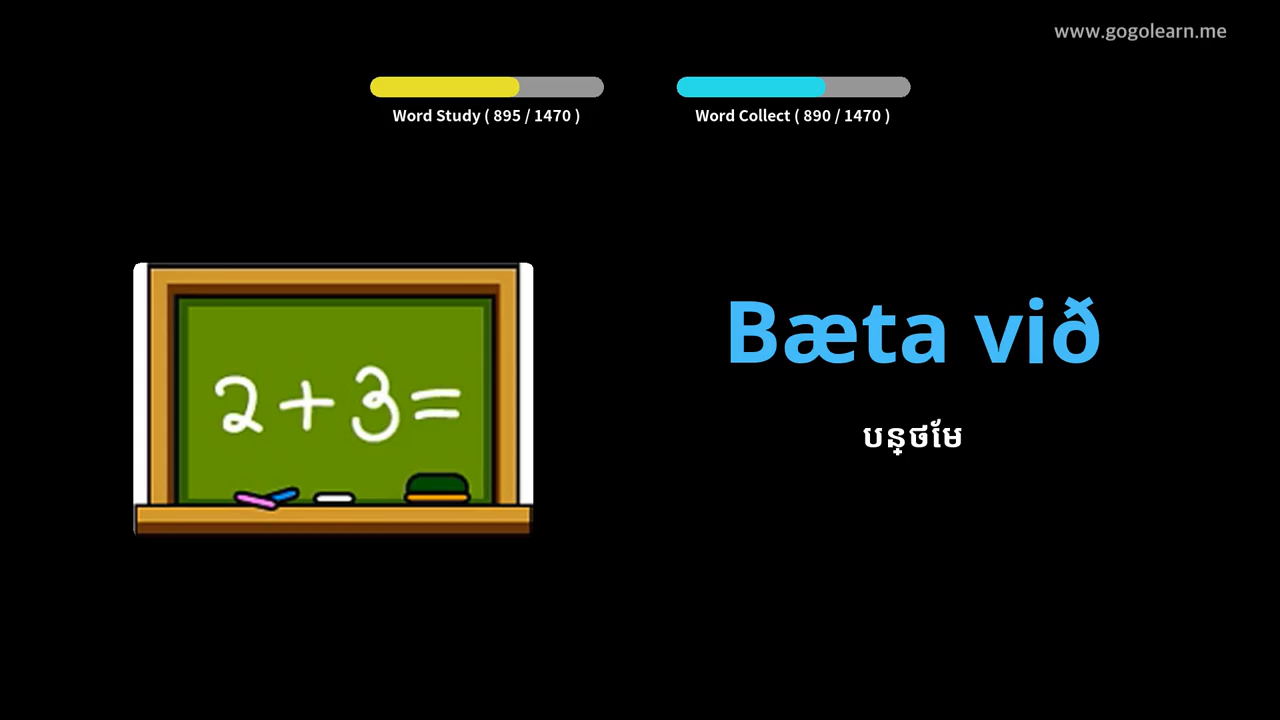 www.gogolearn.me
Word Study ( 895 / 1470 )
Word Collect ( 890 / 1470 )
2 + 3 =
Bæta við
បន្ថែម